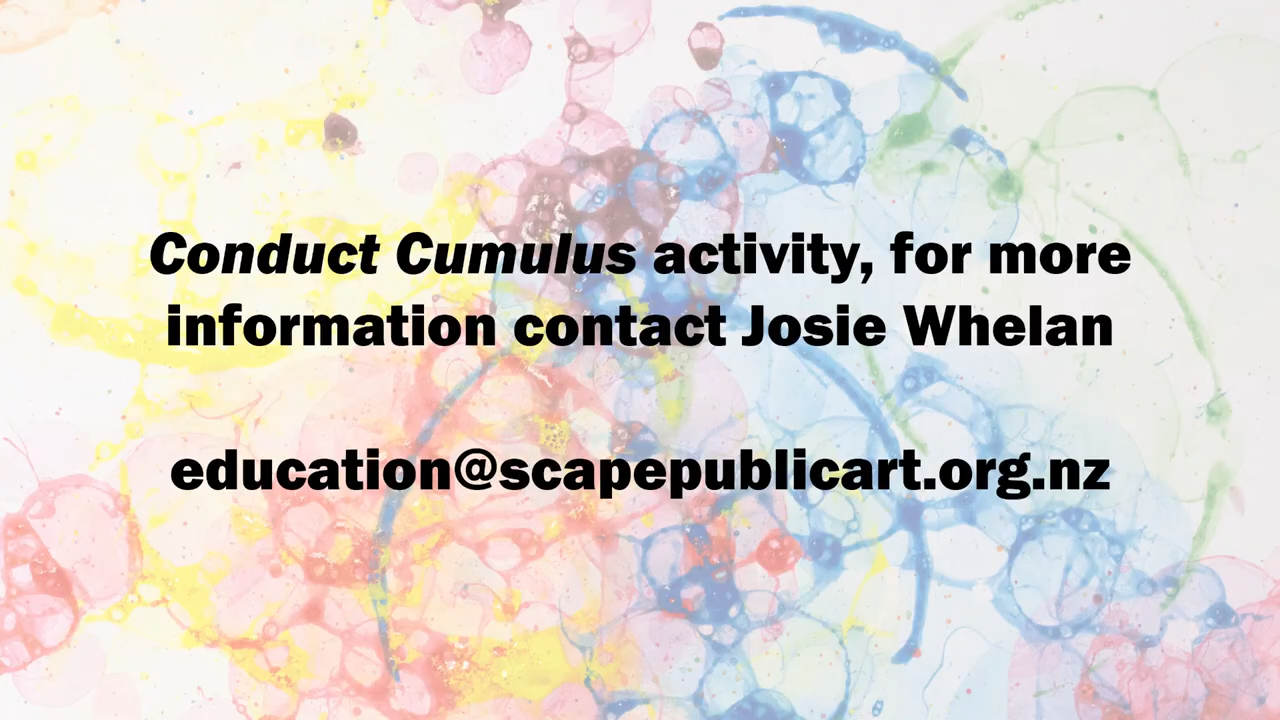 Conduct Cumulus activity, for more
information contact Josie Whelan
education@scapepublicart.org.nz